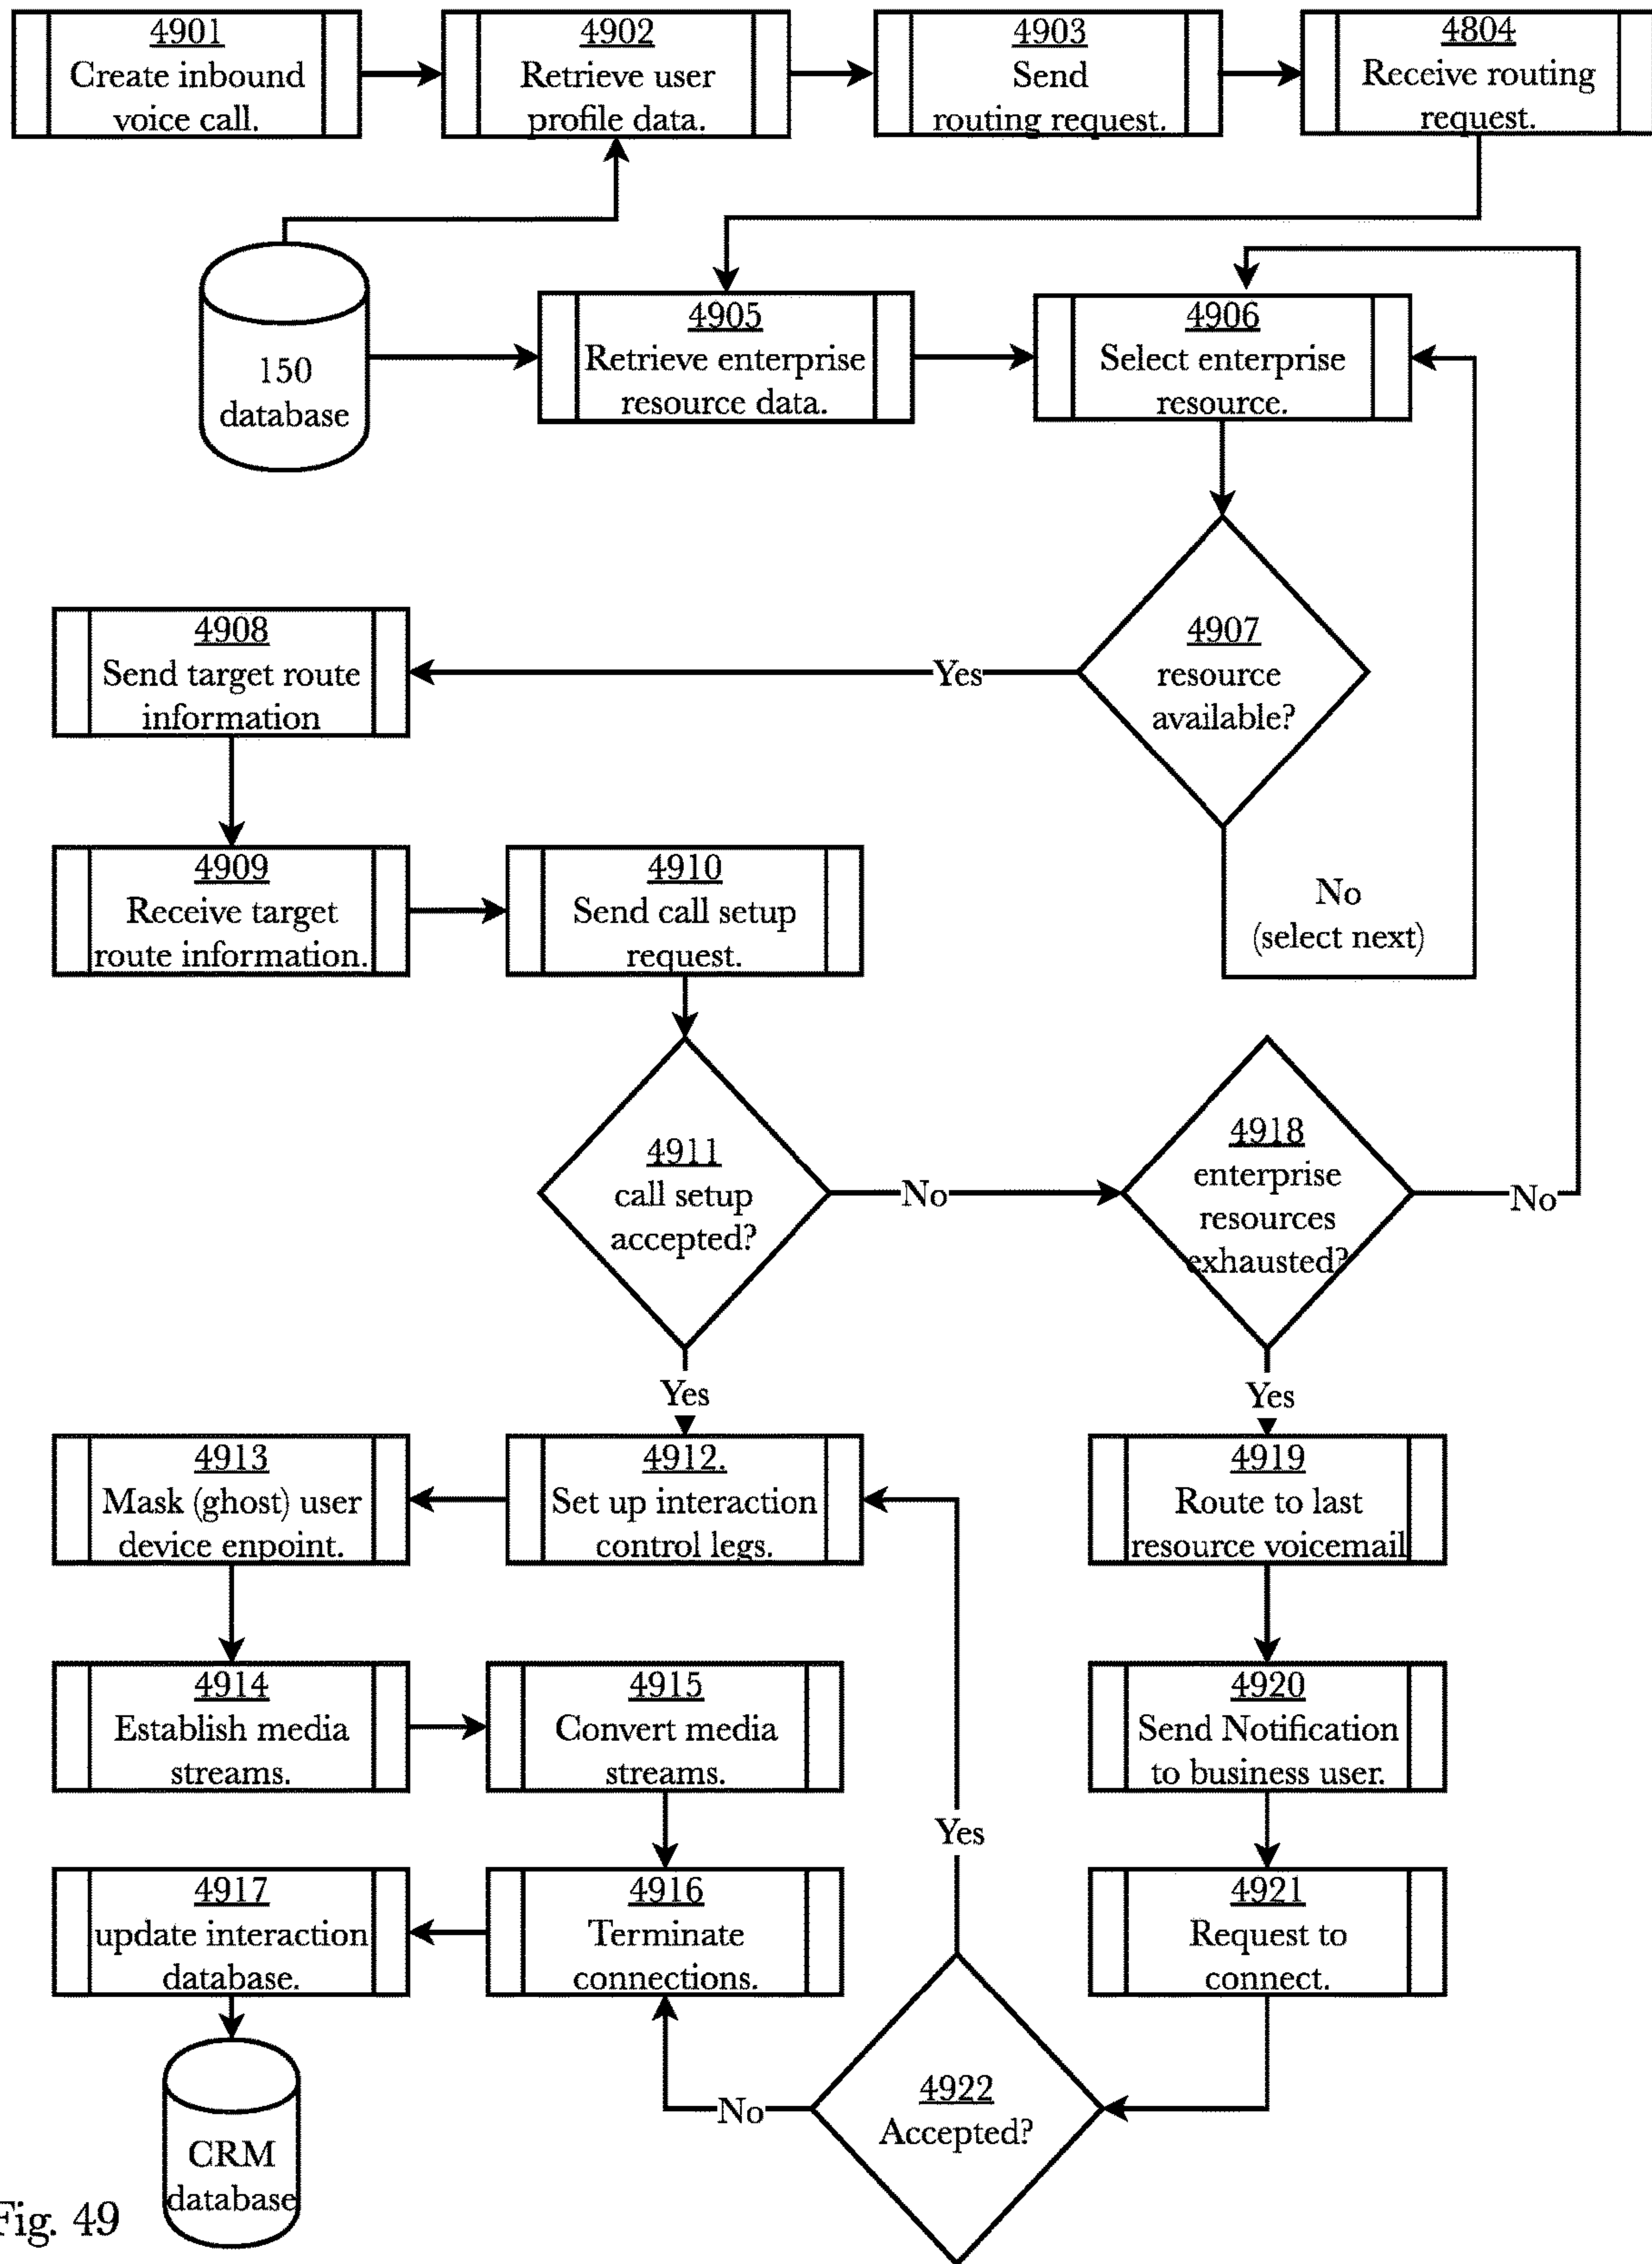 4901
Create inbound
voice call.
4902
Retrieve user
profile data.
4903
Send
routing request.
4804
Receive routing
request.
150
database
4905
Retrieve enterprise
resource data.
4906
Select enterprise
resource.
4907
resource
available?
Yes
4908
Send target route
information
No
(select next)
4909
Receive target
route information.
4910
Send call setup
request.
4911
call setup
accepted?
No
4918
enterprise
resources
exhausted?
No
Yes
Yes
4913
Mask (ghost) user
device enpoint.
4912.
Set up interaction
control legs.
4919
Route to last
resource voicemail
4914
Establish media
streams.
4915
Convert media
streams.
4920
Send Notification
to business user.
Yes
4917
update interaction
database.
4916
Terminate
connections.
4921
Request to
connect.
No
4922
Accepted?
CRM
database
Fig. 49